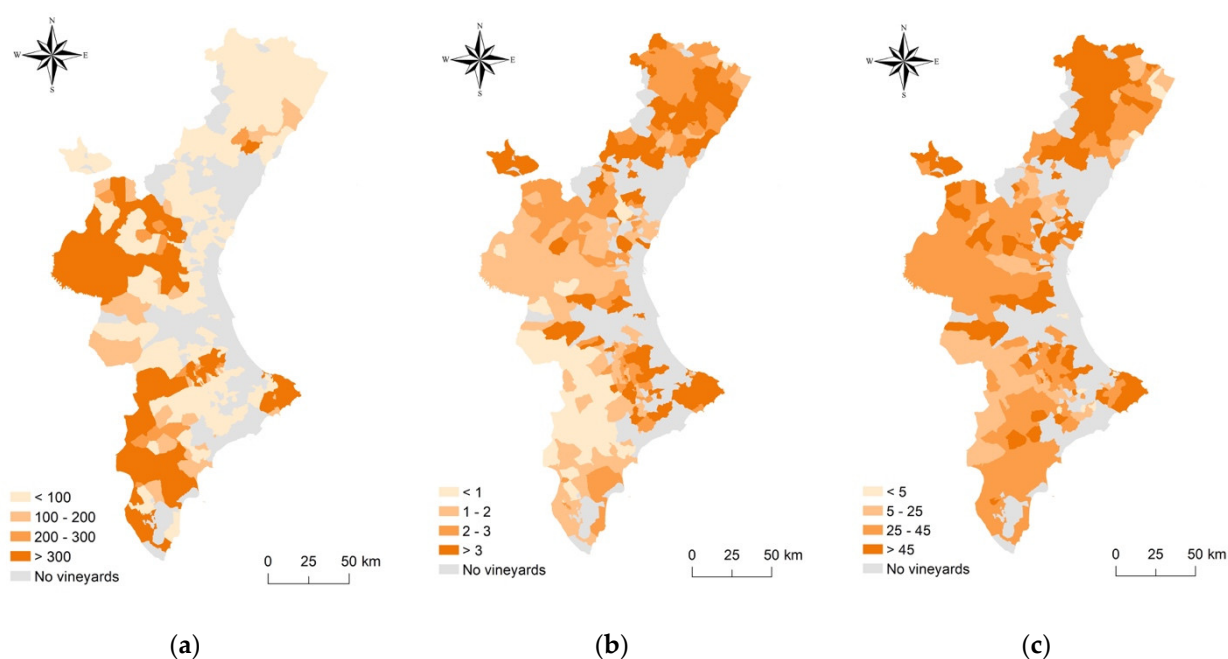 N
W E
S
< 100
100 - 200
200 - 300
> 300
No vineyards
0 25 50 km
(a)
N
W E
S
< 1
1 - 2
2 - 3
> 3
No vineyards
0 25 50 km
(b)
N
W E
S
< 5
5 - 25
25 - 45
> 45
No vineyards
0 25 50 km
(c)